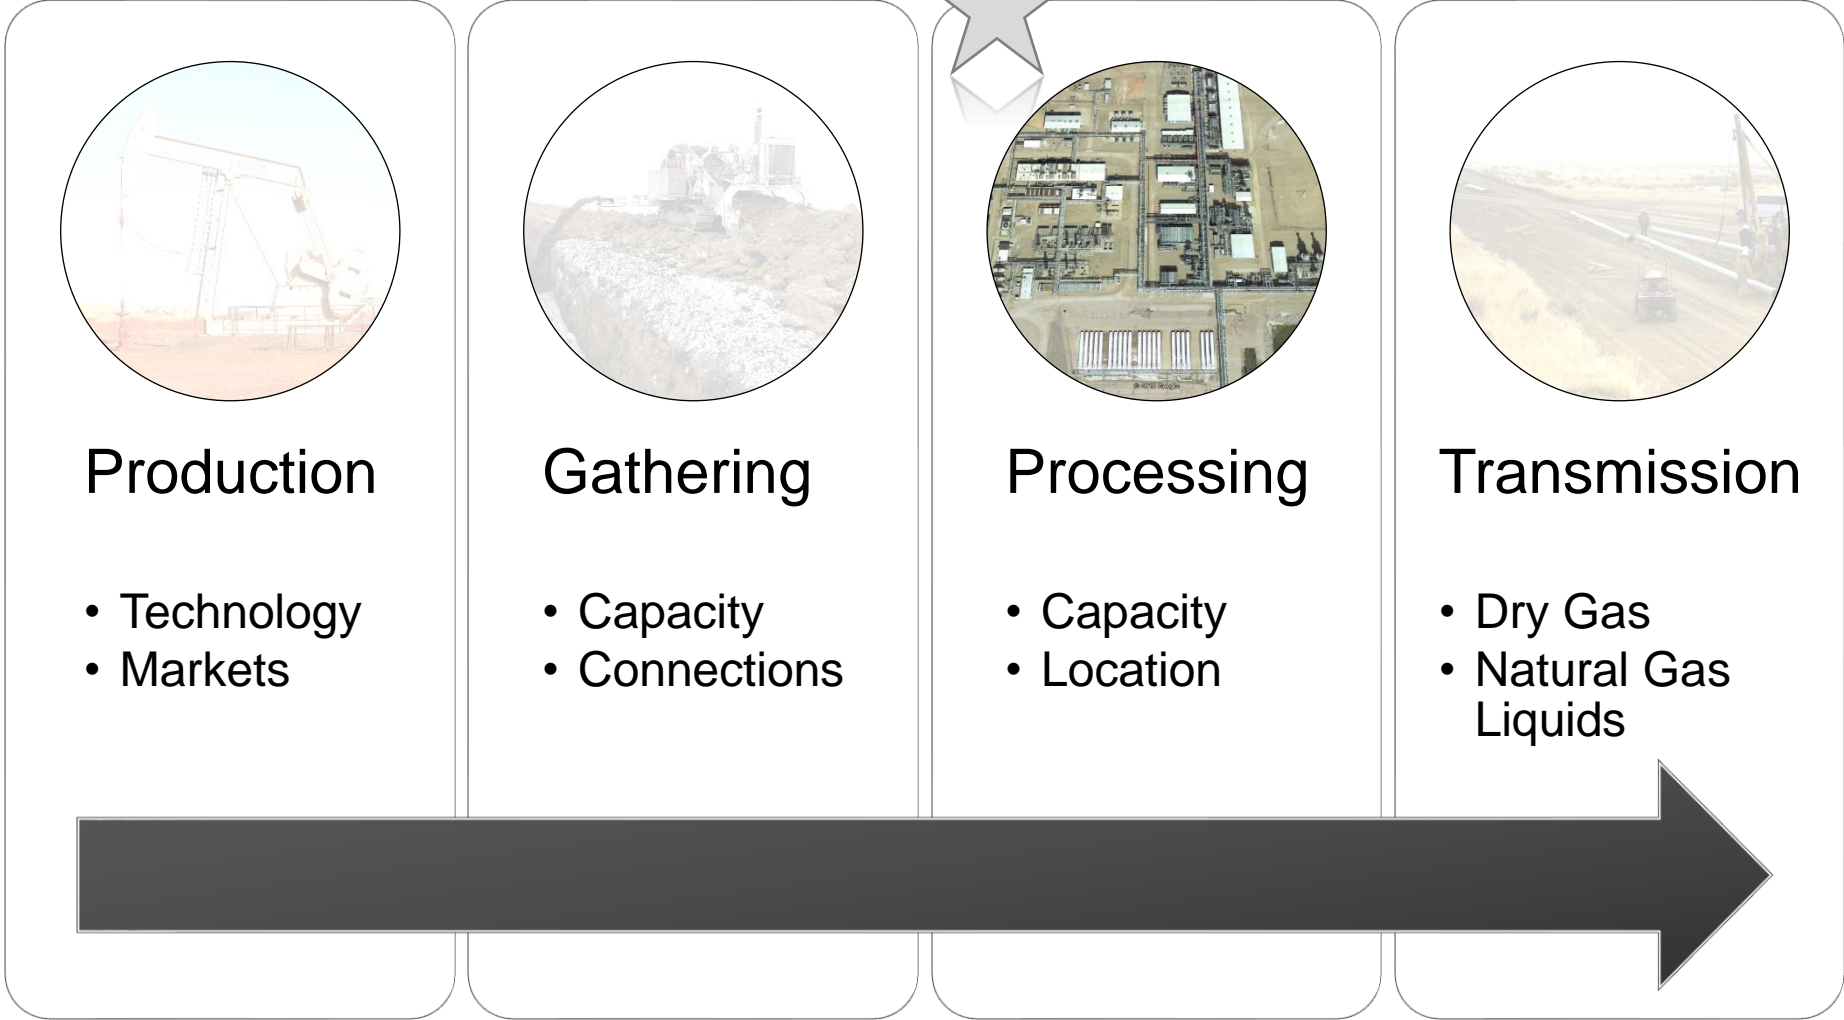 Production
• Technology
• Markets
Gathering
• Capacity
• Connections
Processing
• Capacity
• Location
Transmission
• Dry Gas
• Natural Gas
Liquids